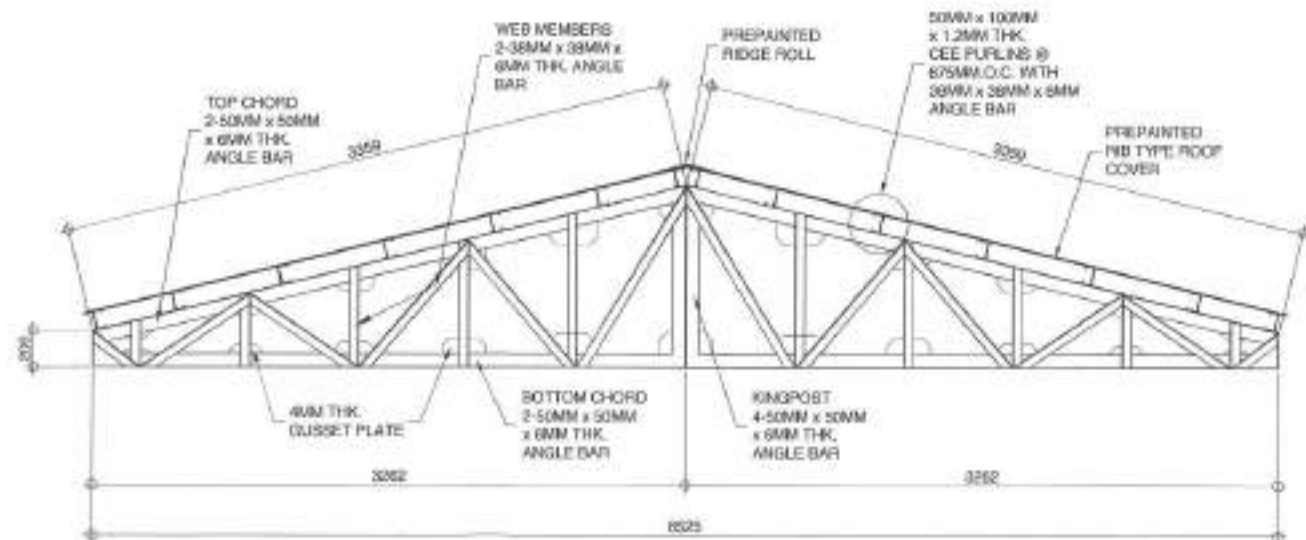 WEB MEMBERS
2-38MM x 38MM x
6MM THK. ANGLE
BAR
PREPAINTED
RIDGE ROLL
50MM x 100MM
x 1.2MM THK.
CEE PURLINS @
675MM.O.C. WITH
38MM x 38MM x 6MM
ANGLE BAR
TOP CHORD
2-50MM x 50MM
x 6MM THK.
ANGLE BAR
PREPAINTED
RIB TYPE ROOF
COVER
3359
3359
4MM THK.
GUSSET PLATE
BOTTOM CHORD
2-50MM x 50MM
x 6MM THK.
ANGLE BAR
KINGPOST
4-50MM x 50MM
x 6MM THK.
ANGLE BAR
3262
3262
6525